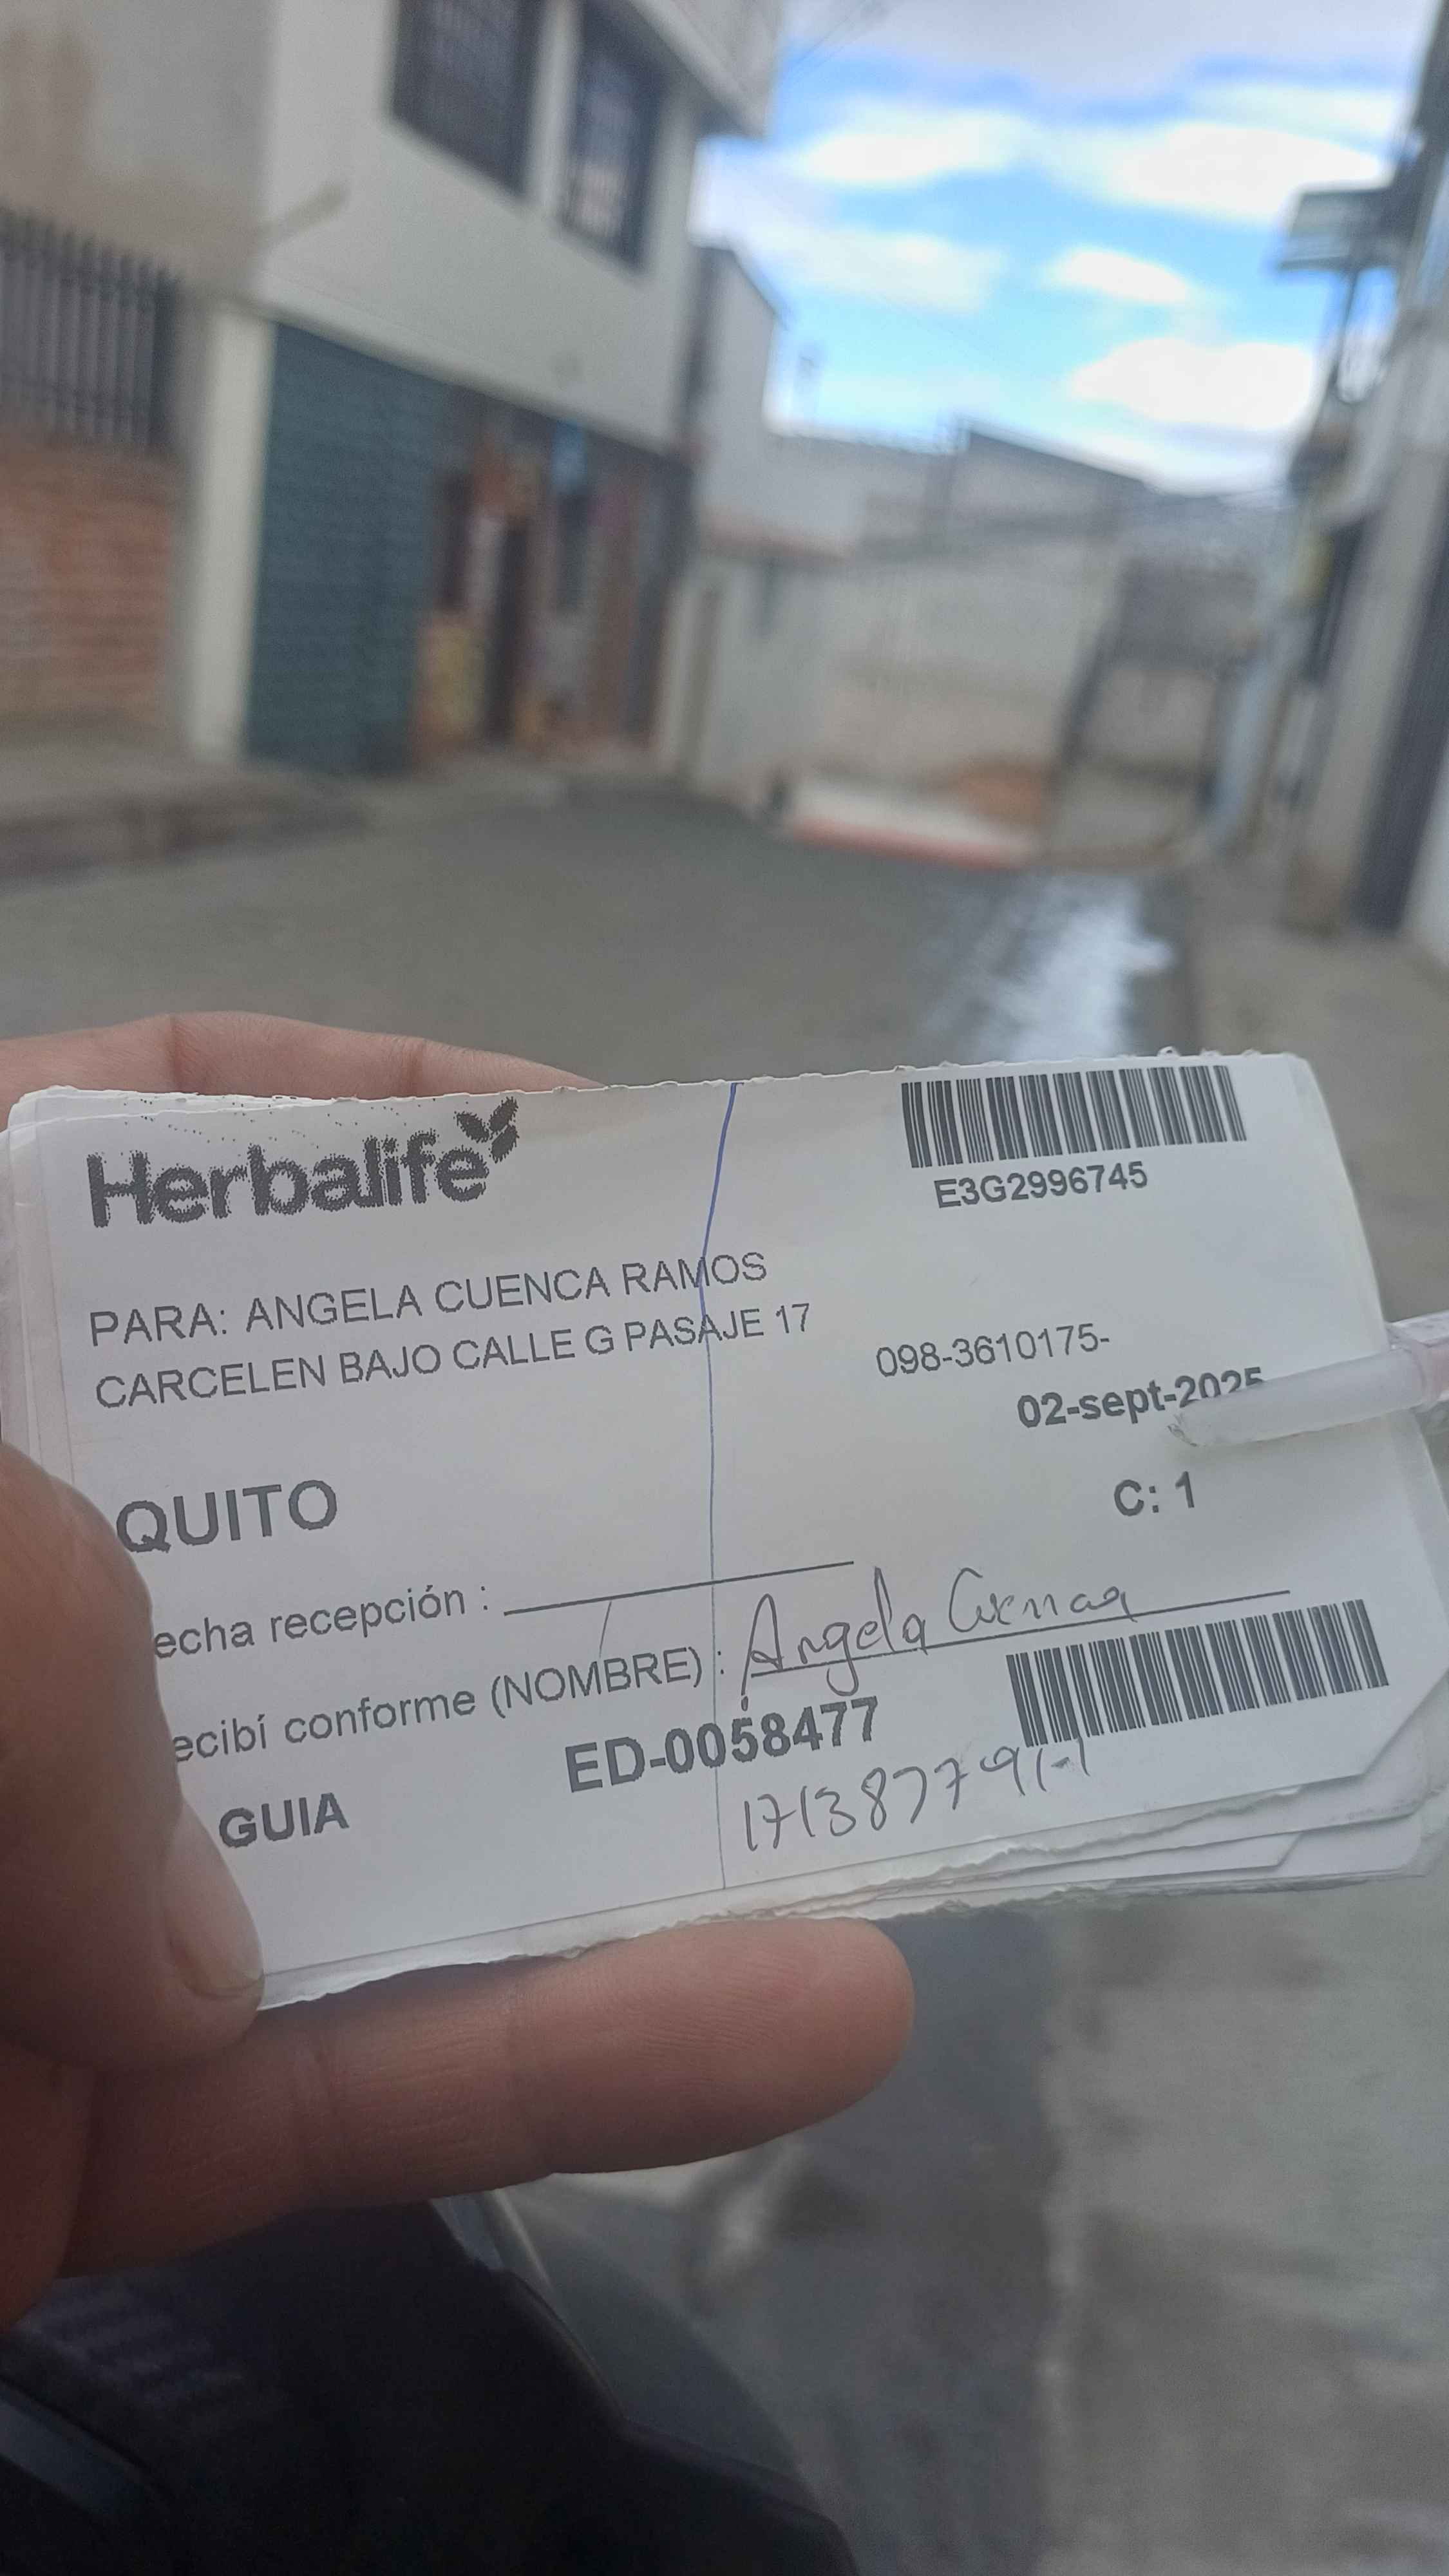 Herbalife
E3G2996745
PARA: ANGELA CUENCA RAMOS
CARCELEN BAJO CALLE G PASAJE 17
098-3610175-
02-sept-2025
QUITO
C: 1
echa recepción :
ecibí conforme (NOMBRE) : Angela Cuenca
GUIA ED-0058477